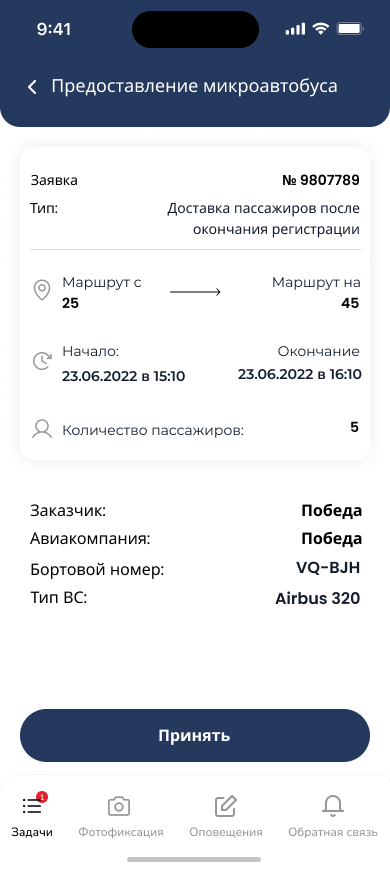 9:41
Предоставление микроавтобуса
Заявка № 9807789
Тип: Доставка пассажиров после
окончания регистрации
Маршрут с Маршрут на
25 45
Начало: Окончание
23.06.2022 в 15:10 23.06.2022 в 16:10
Количество пассажиров: 5
Заказчик: Победа
Авиакомпания: Победа
Бортовой номер: VQ-BJH
Тип ВС: Airbus 320
Принять
1
Задачи Фотофиксация Оповещения Обратная связь